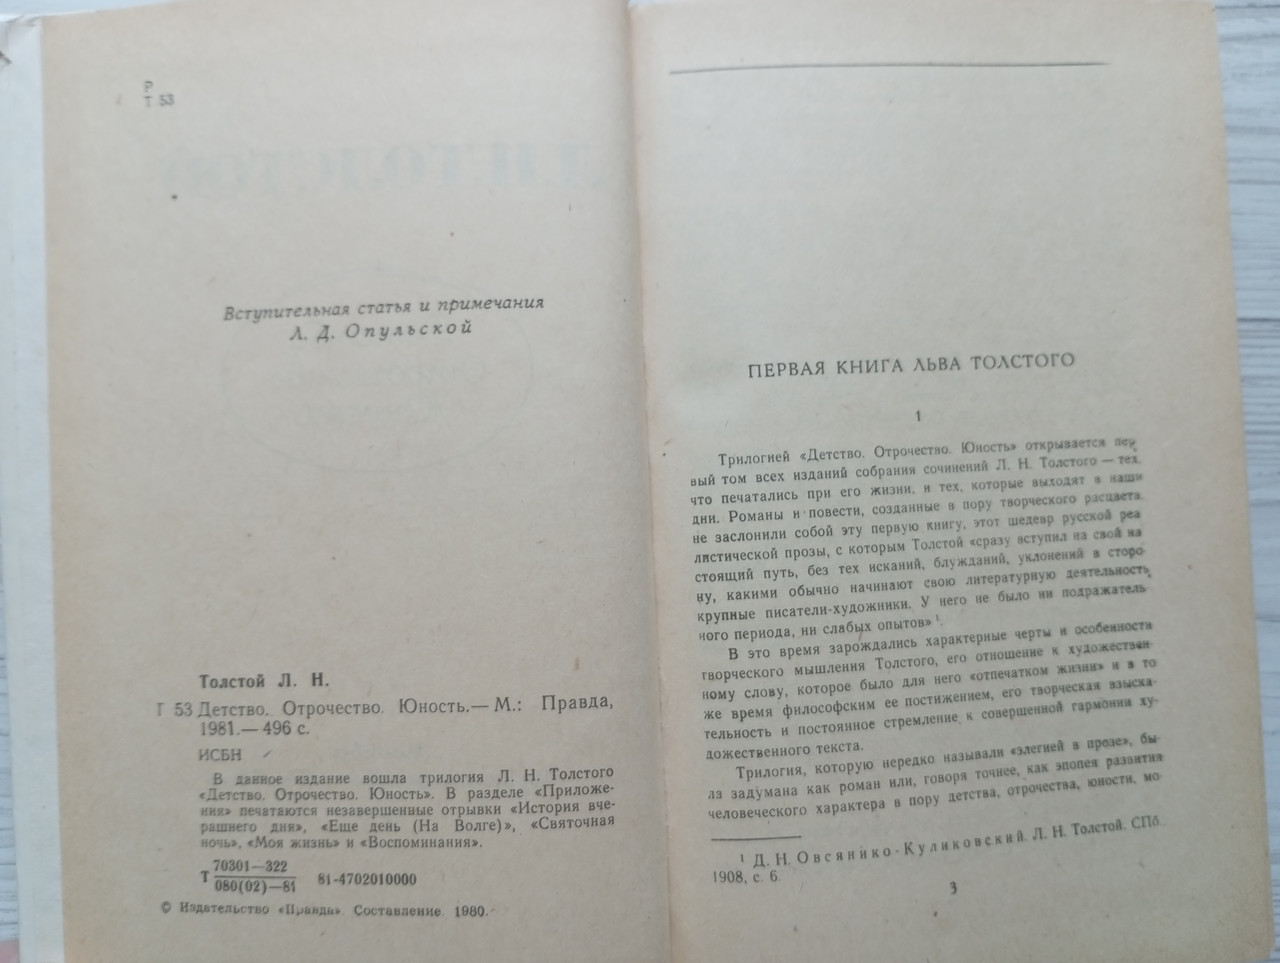 Р
Т 53
Вступительная статья и примечания
Л. Д. Опульской
Толстой Л. Н.
Т 53 Детство. Отрочество. Юность.— М.: Правда,
1981.— 496 с.
ИСБН
В данное издание вошла трилогия Л. Н. Толстого
«Детство. Отрочество. Юность». В разделе «Приложе-
ния» печатаются незавершенные отрывки «История вче-
рашнего дня», «Еще день (На Волге)», «Святочная
ночь», «Моя жизнь» и «Воспоминания».
70301—322
Т
080(02)—81
81-4702010000
© Издательство «Правда». Составление. 1980.
ПЕРВАЯ КНИГА ЛЬВА ТОЛСТОГО
1
Трилогией «Детство. Отрочество. Юность» открывается пер
вый том всех изданий собрания сочинений Л. Н. Толстого — тех,
что печатались при его жизни, и тех, которые выходят в наши
дни. Романы и повести, созданные в пору творческого расцвета,
не заслонили собой эту первую книгу, этот шедевр русской реа
листической прозы, с которым Толстой «сразу вступил на свой на
стоящий путь, без тех исканий, блужданий, уклонений в сторо-
ну, какими обычно начинают свою литературную деятельность
крупные писатели-художники. У него не было ни подражатель
ного периода, ни слабых опытов» 1.
В это время зарождались характерные черты и особенности
творческого мышления Толстого, его отношение к художествен-
ному слову, которое было для него «отпечатком жизни» и в то
же время философским ее постижением, его творческая взыска-
тельность и постоянное стремление к совершенной гармонии ху-
дожественного текста.
Трилогия, которую нередко называли «элегией в прозе», бы-
ла задумана как роман или, говоря точнее, как эпопея развития
человеческого характера в пору детства, отрочества, юности, мо-
1 Д. Н. Овсянико-Куликовский. Л. Н. Толстой. СПб.
1908, с. 6.
3